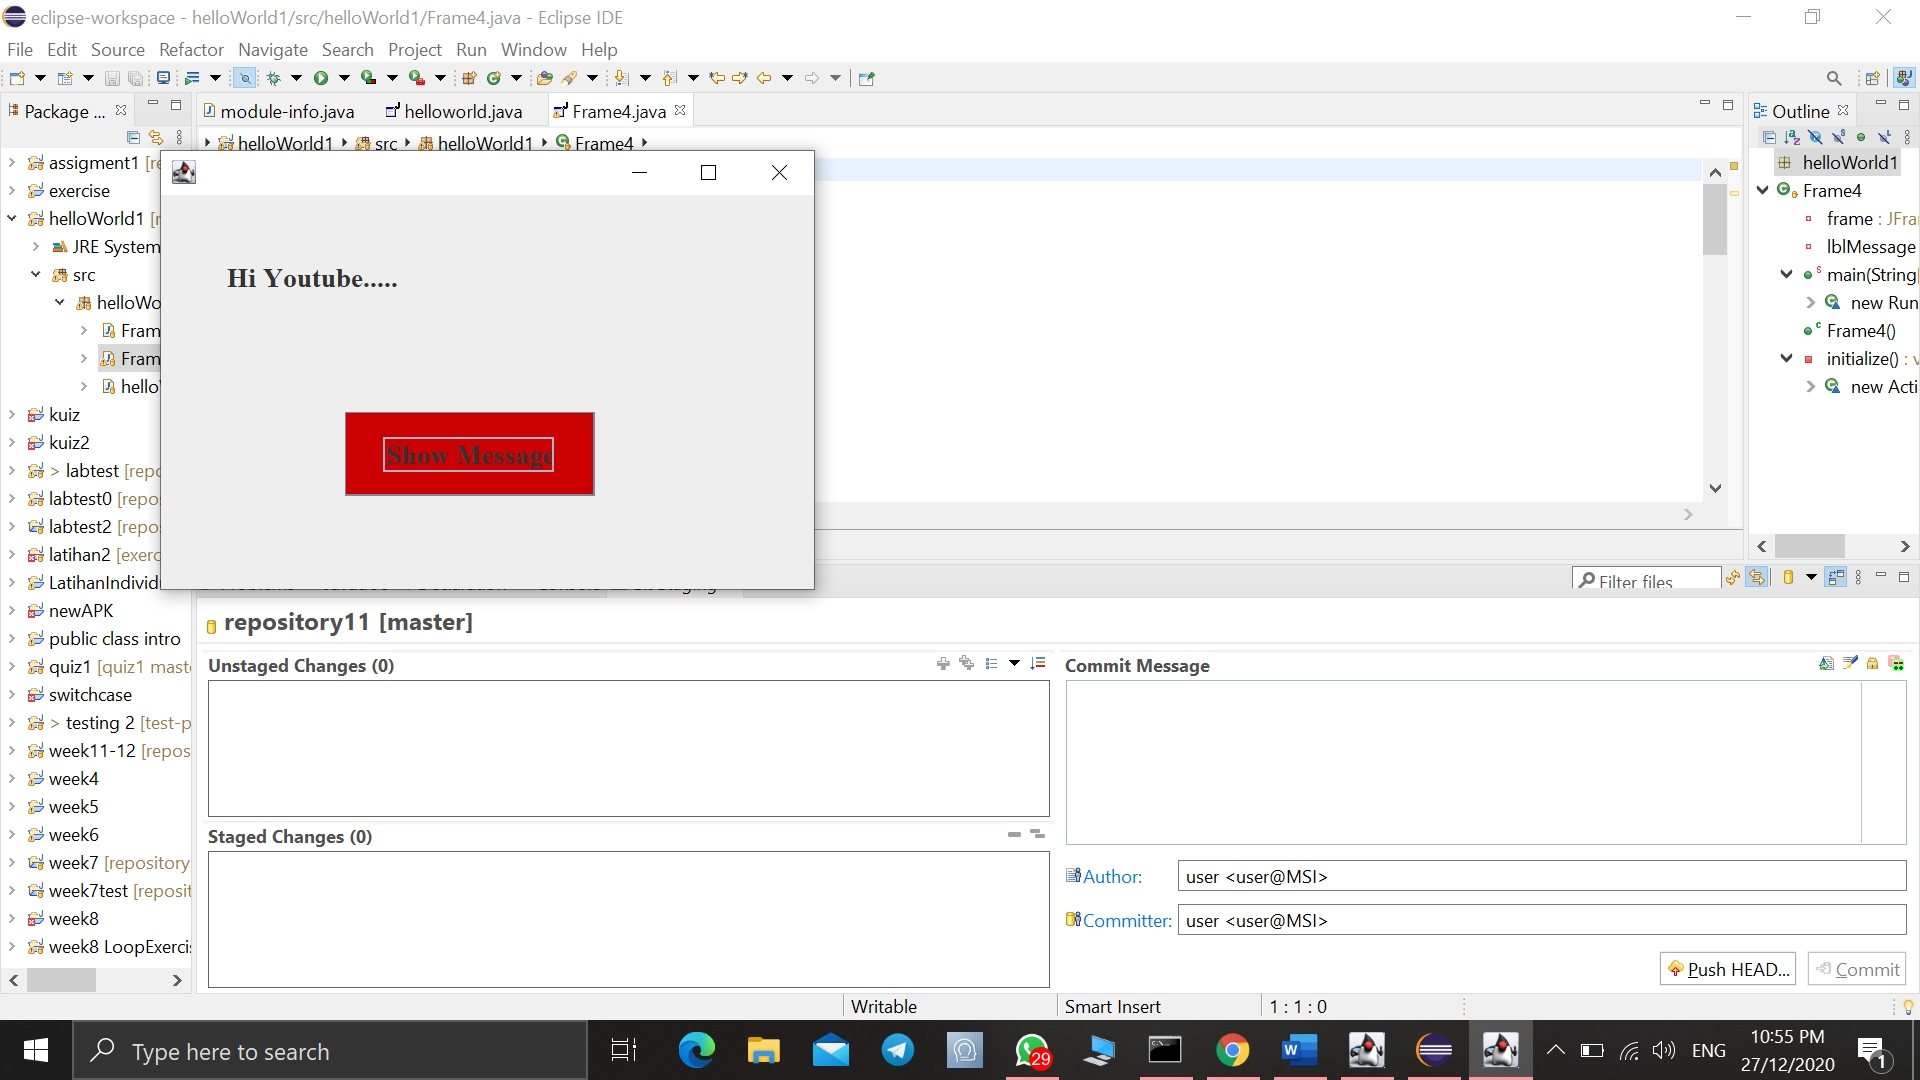 eclipse-workspace - helloWorld1/src/helloWorld1/Frame4.java - Eclipse IDE
File Edit Source Refactor Navigate Search Project Run Window Help
Package ...
module-info.java helloworld.java Frame4.java
Outline
helloWorld1 src helloWorld1 Frame4
assigment1 [re
exercise
helloWorld1 [r
JRE System
src
helloWo
Fram
Fram
hello
kuiz
kuiz2
> labtest [repo
labtest0 [repo
labtest2 [repo
latihan2 [exerc
LatihanIndivid
newAPK
public class intro
quiz1 [quiz1 mast
switchcase
> testing 2 [test-p
week11-12 [repos
week4
week5
week6
week7 [repository
week7test [reposit
week8
week8 LoopExercis
Hi Youtube.....
Show Message
helloWorld1
Frame4
frame : JFra
lblMessage
main(String[
new Run
Frame4()
initialize() : v
new Acti
Filter files
repository11 [master]
Unstaged Changes (0)
Staged Changes (0)
Commit Message
Author: user <user@MSI>
Committer: user <user@MSI>
Push HEAD... Commit
Writable Smart Insert 1 : 1 : 0
Type here to search
29
ENG
10:55 PM
27/12/2020
1